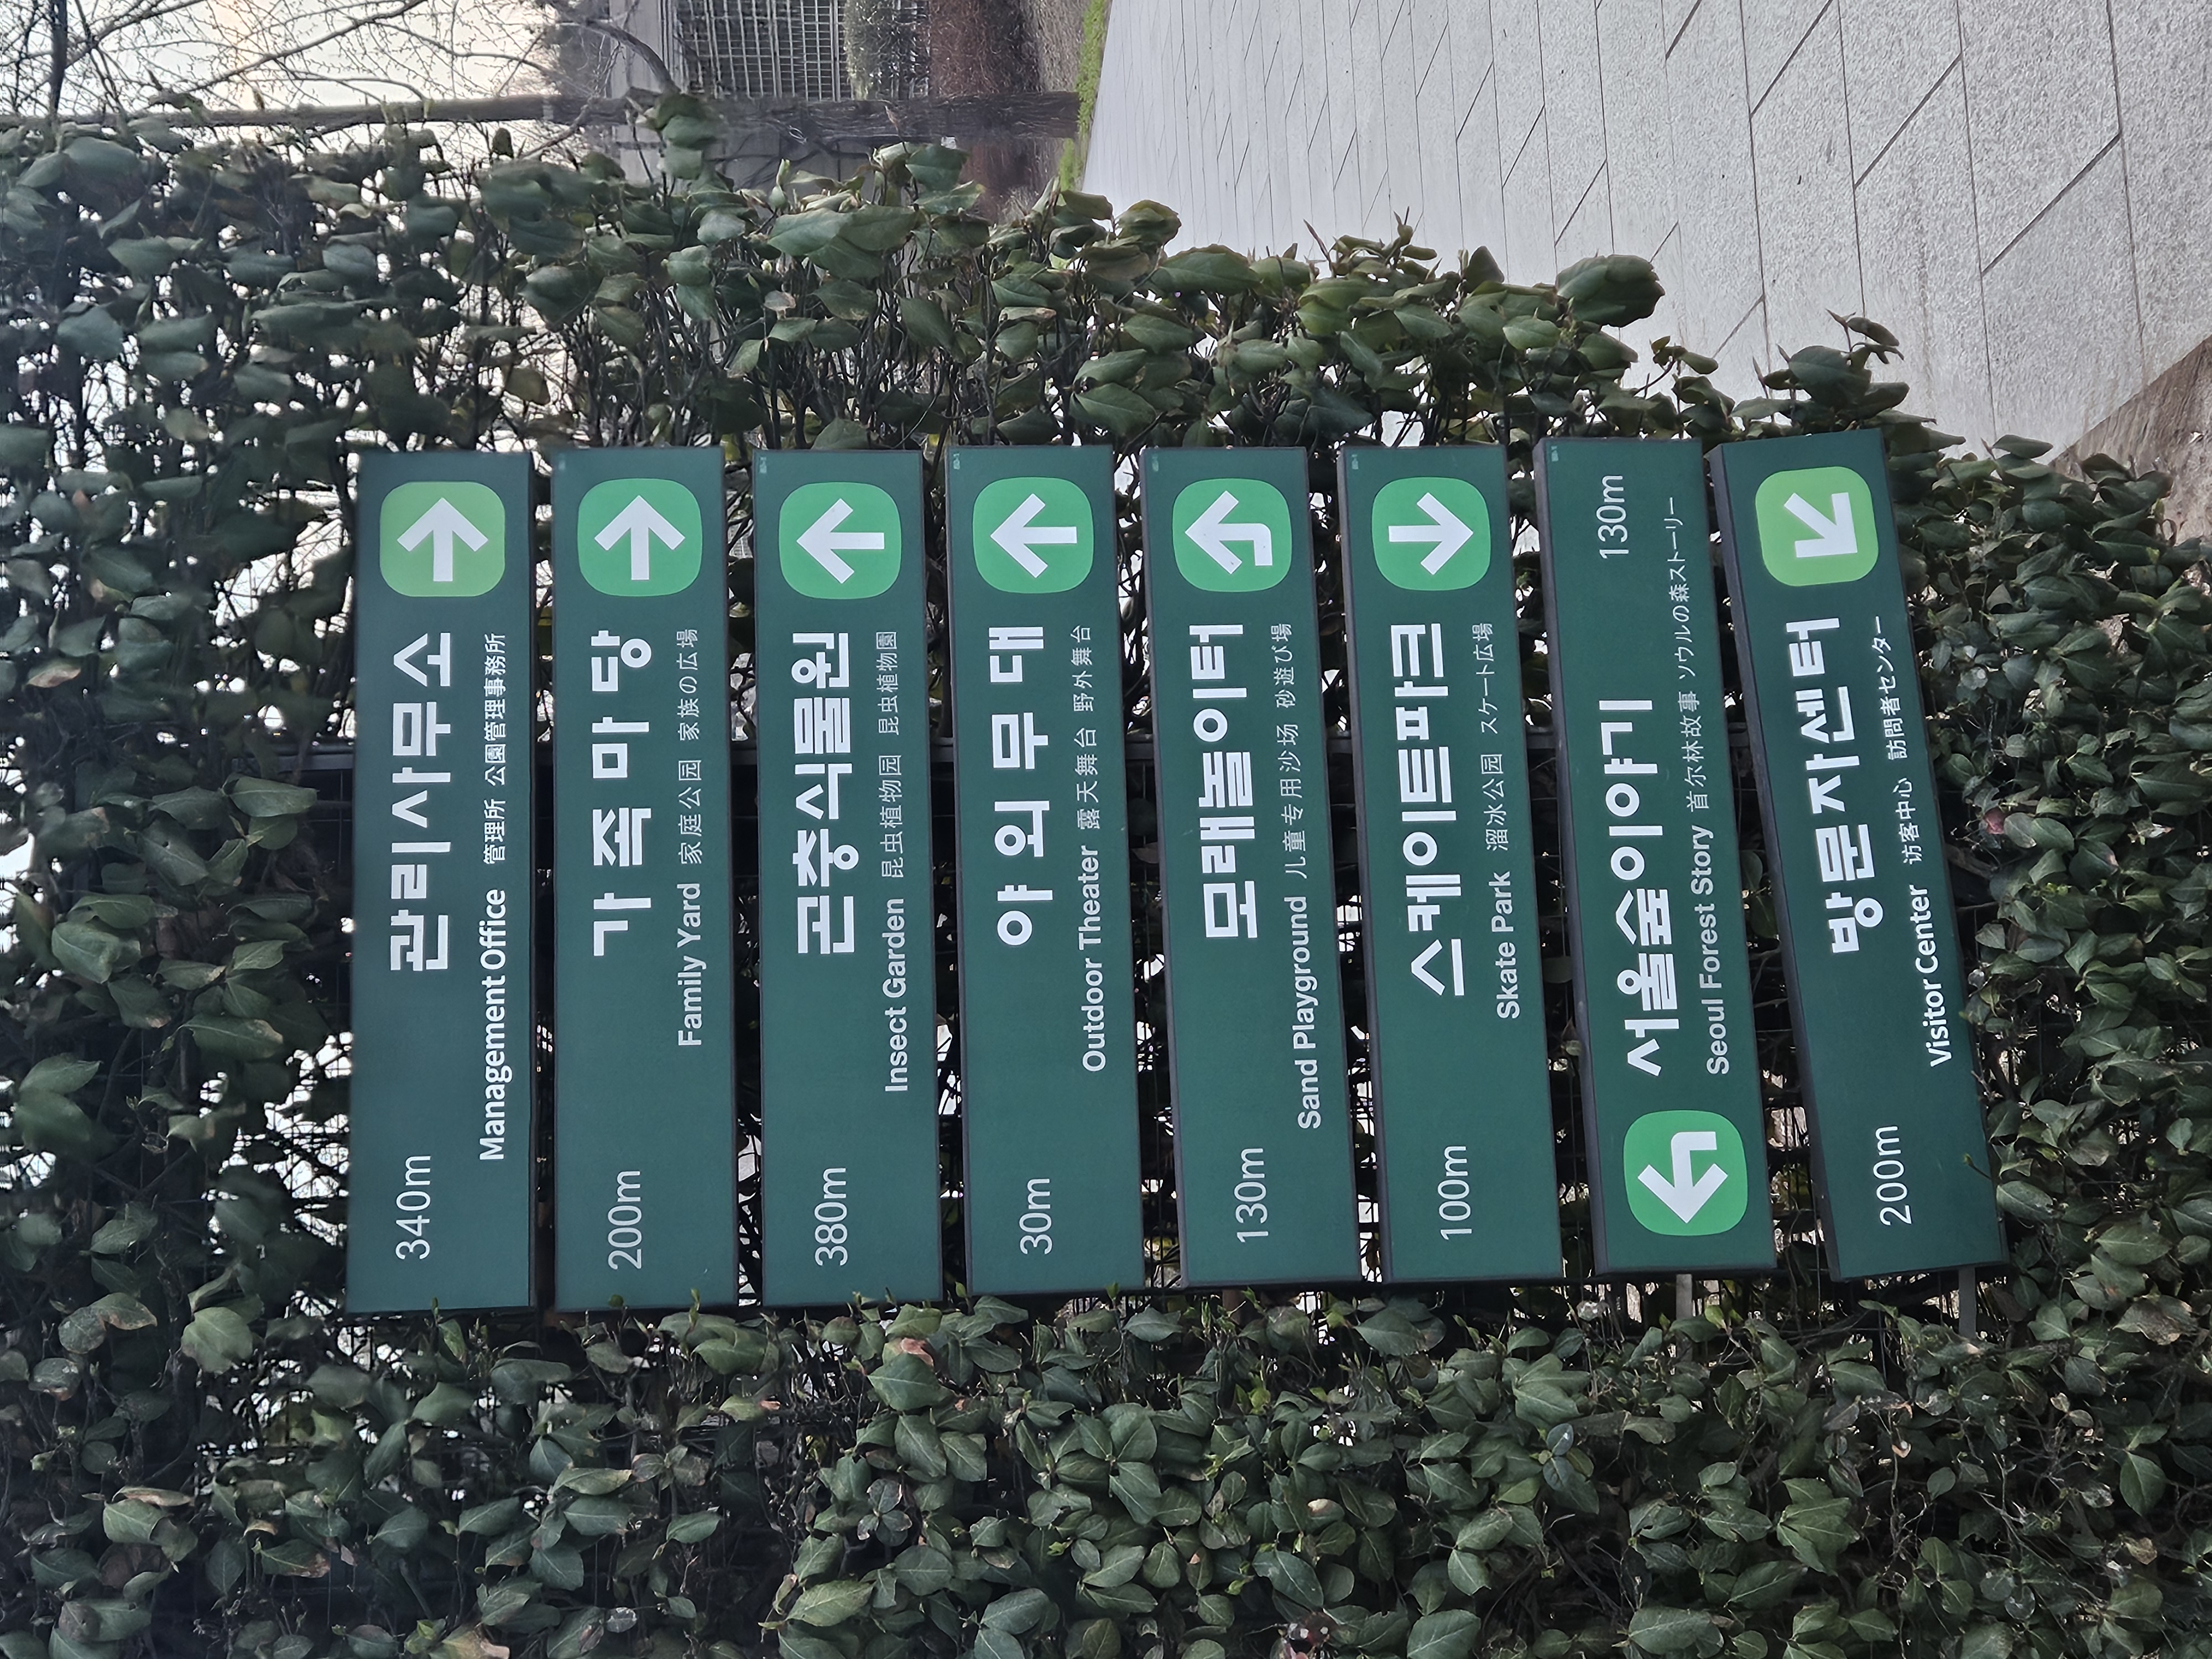 340m 관리사무소
Management Office 管理所 公園管理事務所
200m 가족마당
Family Yard 家庭公园 家族の広場
380m 곤충식물원
Insect Garden 昆虫植物园 昆虫植物園
30m 야외무대
Outdoor Theater 露天舞台 野外舞台
130m 모래놀이터
Sand Playground 儿童专用沙场 砂遊び場
100m 스케이트파크
Skate Park 溜冰公园 スケート広場
서울숲이야기 130m
Seoul Forest Story 首尔林故事 ソウルの森ストーリー
200m 방문자센터
Visitor Center 访客中心 訪問者センター